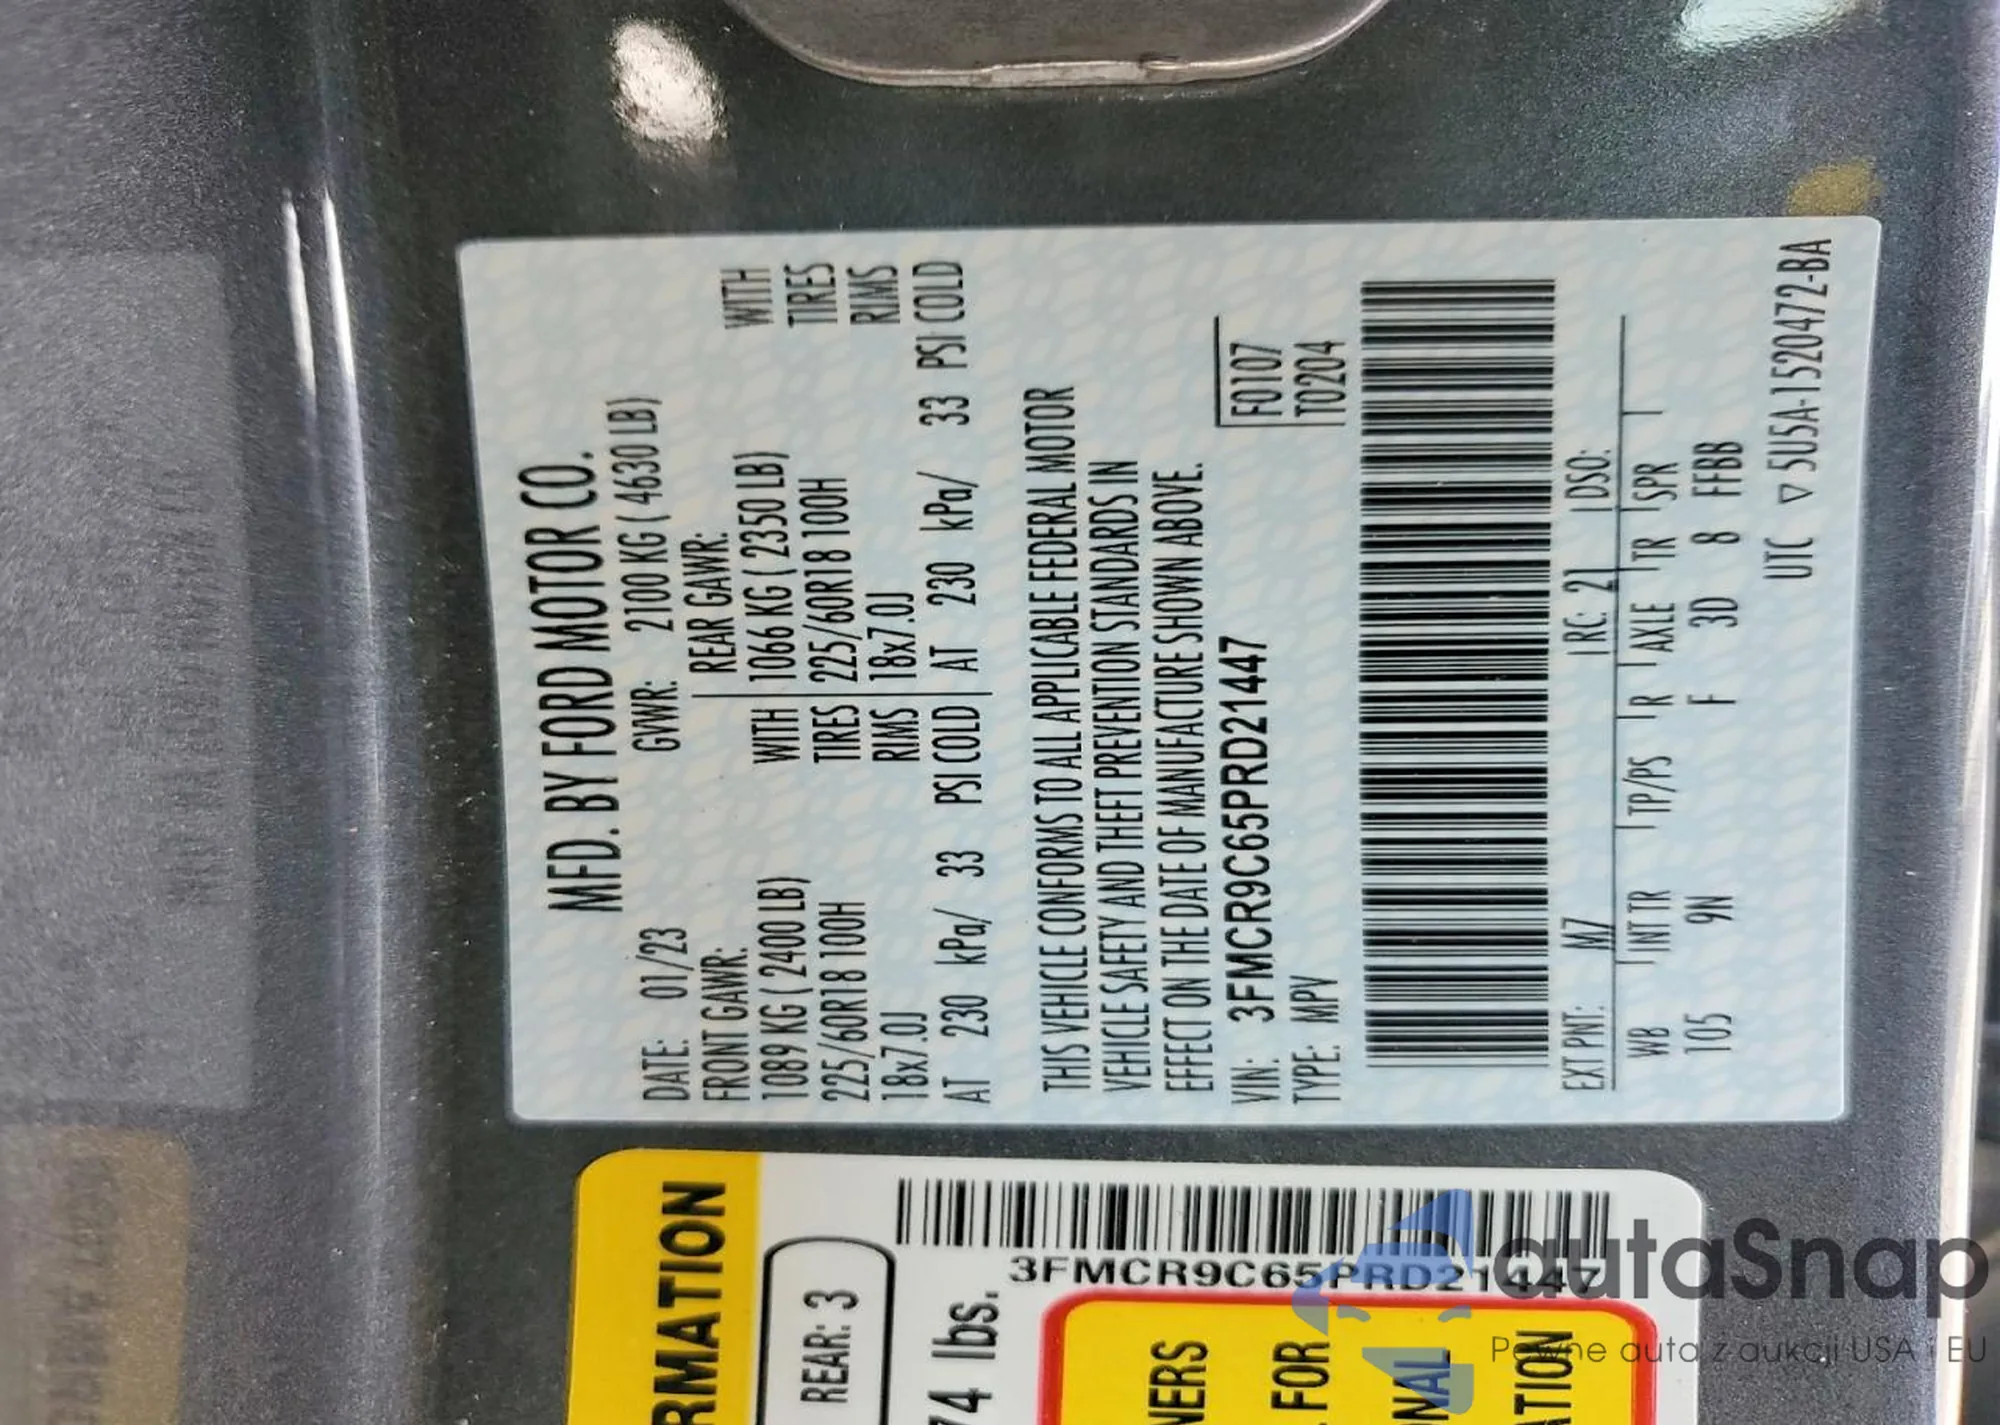 MFD. BY FORD MOTOR CO.
DATE: 01/23 GVWR: 2100 KG ( 4630 LB)
FRONT GAWR: REAR GAWR:
1089 KG ( 2400 LB) WITH 1066 KG ( 2350 LB) WITH
225/60R18 100H TIRES 225/60R18 100H TIRES
18x7.0J RIMS 18x7.0J RIMS
AT 230 kPa/ 33 PSI COLD AT 230 kPa/ 33 PSI COLD
THIS VEHICLE CONFORMS TO ALL APPLICABLE FEDERAL MOTOR
VEHICLE SAFETY AND THEFT PREVENTION STANDARDS IN
EFFECT ON THE DATE OF MANUFACTURE SHOWN ABOVE.
VIN: 3FMCR9C65PRD21447 F0107
TYPE: MPV T0204
EXT PNT: M7 RC: 21 DSO:
WB INT TR TP/PS R AXLE TR SPR
105 9N F 3D 8 FFBB
UTC ▽ 5U5A-1520472-BA
RMATION
REAR: 3
74 lbs.
3FMCR9C65PRD21447
NERS
FOR
NAL
ATION
autaSnap
Pewne auta z aukcji USA i EU